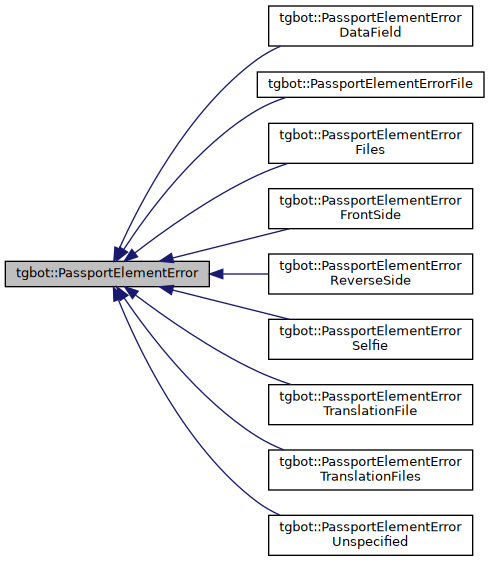 tgbot::PassportElementError
DataField
tgbot::PassportElementErrorFile
tgbot::PassportElementError
Files
tgbot::PassportElementError
FrontSide
tgbot::PassportElementError
tgbot::PassportElementError
ReverseSide
tgbot::PassportElementError
Selfie
tgbot::PassportElementError
TranslationFile
tgbot::PassportElementError
TranslationFiles
tgbot::PassportElementError
Unspecified